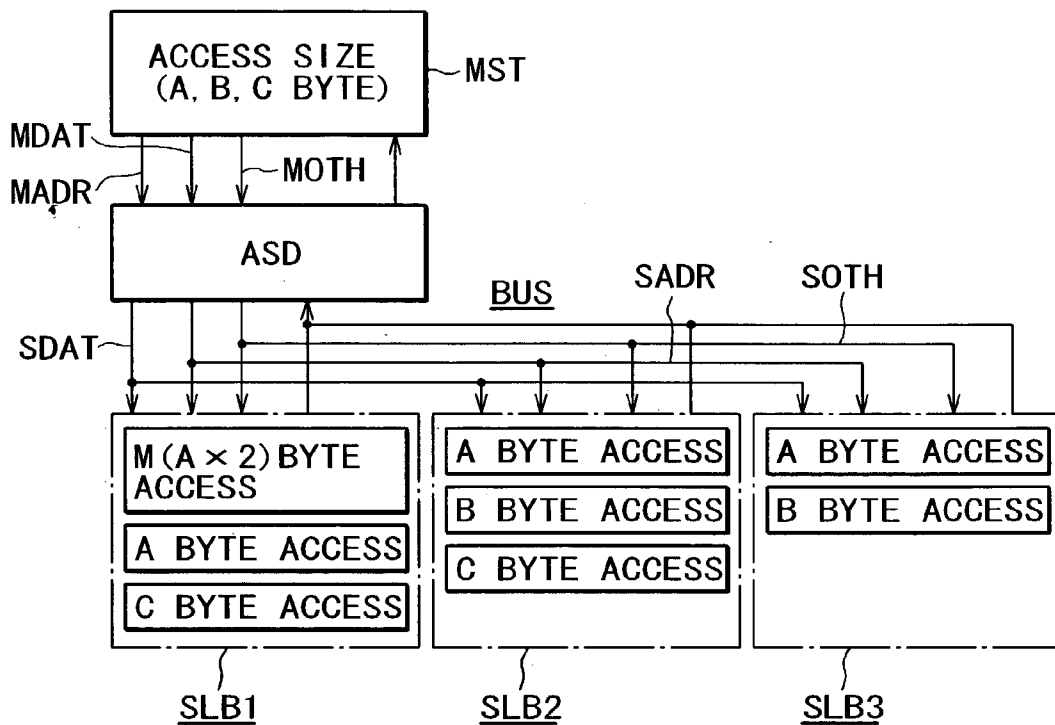 ACCESS SIZE
(A, B, C BYTE)
MST
MDAT
MADR
MOTH
ASD
BUS
SADR
SOTH
SDAT
M(A×2)BYTE
ACCESS
A BYTE ACCESS
C BYTE ACCESS
A BYTE ACCESS
B BYTE ACCESS
C BYTE ACCESS
A BYTE ACCESS
B BYTE ACCESS
SLB1
SLB2
SLB3